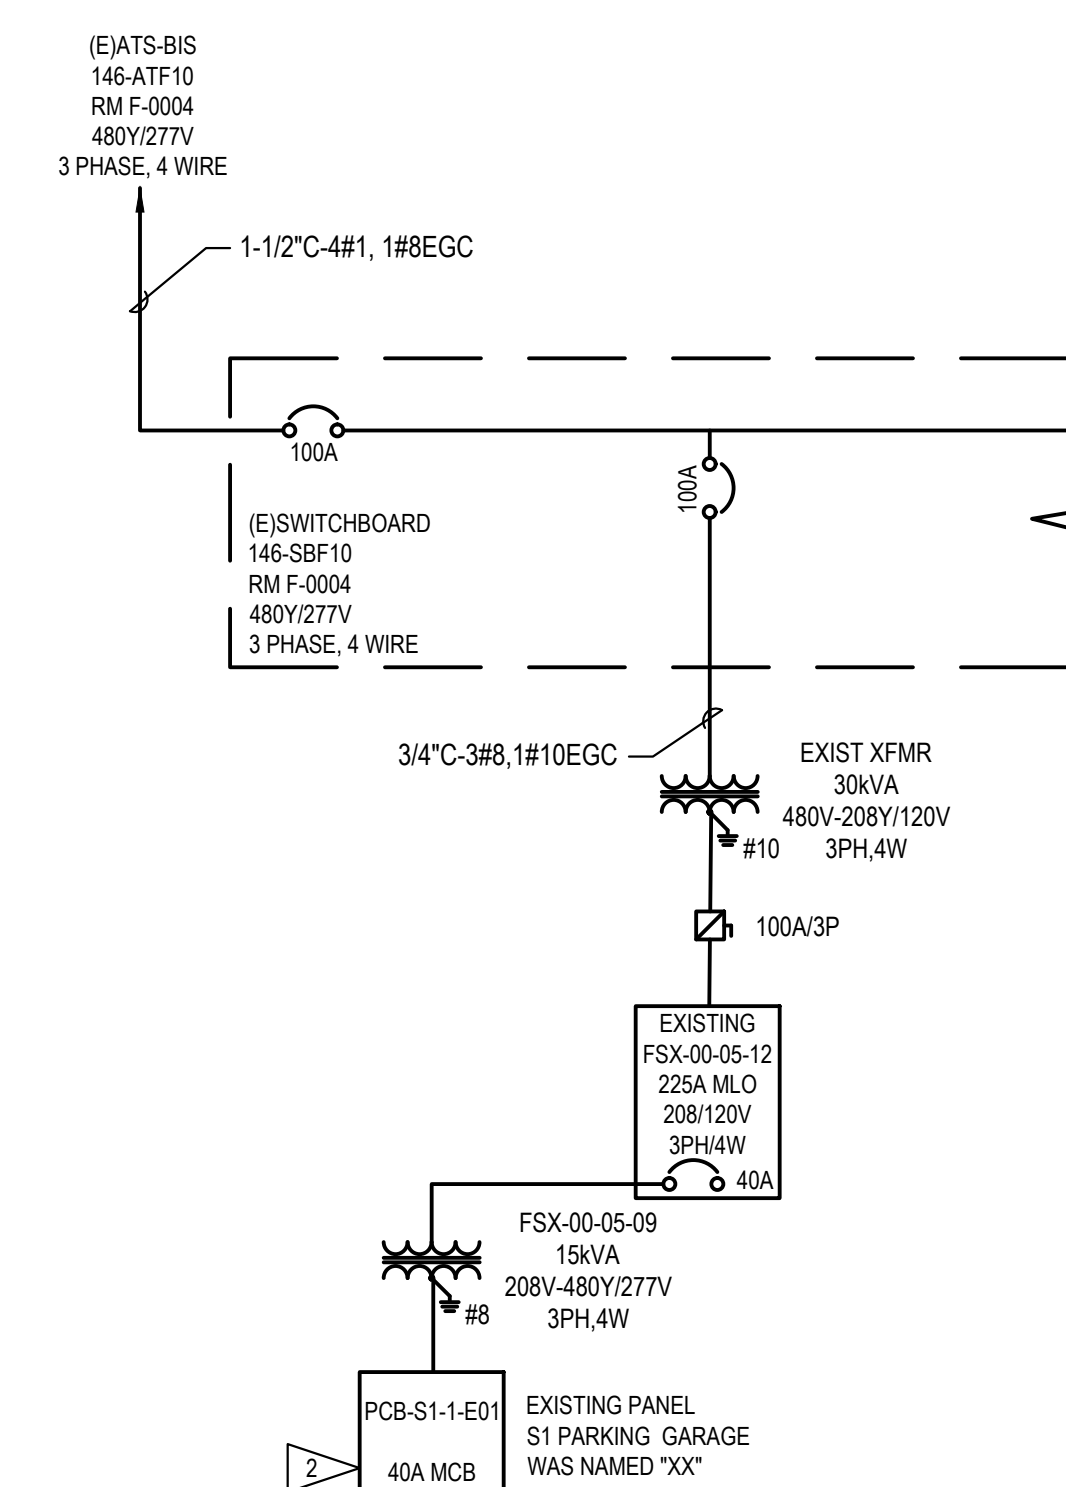 (E)ATS-BIS
146-ATF10
RM F-0004
480Y/277V
3 PHASE, 4 WIRE
1-1/2"C-4#1, 1#8EGC
100A
100A
(E)SWITCHBOARD
146-SBF10
RM F-0004
480Y/277V
3 PHASE, 4 WIRE
3/4"C-3#8,1#10EGC
EXIST XFMR
30kVA
480V-208Y/120V
3PH,4W
#10
100A/3P
EXISTING
FSX-00-05-12
225A MLO
208/120V
3PH/4W
40A
FSX-00-05-09
15kVA
208V-480Y/277V
3PH,4W
#8
PCB-S1-1-E01
40A MCB
EXISTING PANEL
S1 PARKING GARAGE
WAS NAMED "XX"
2